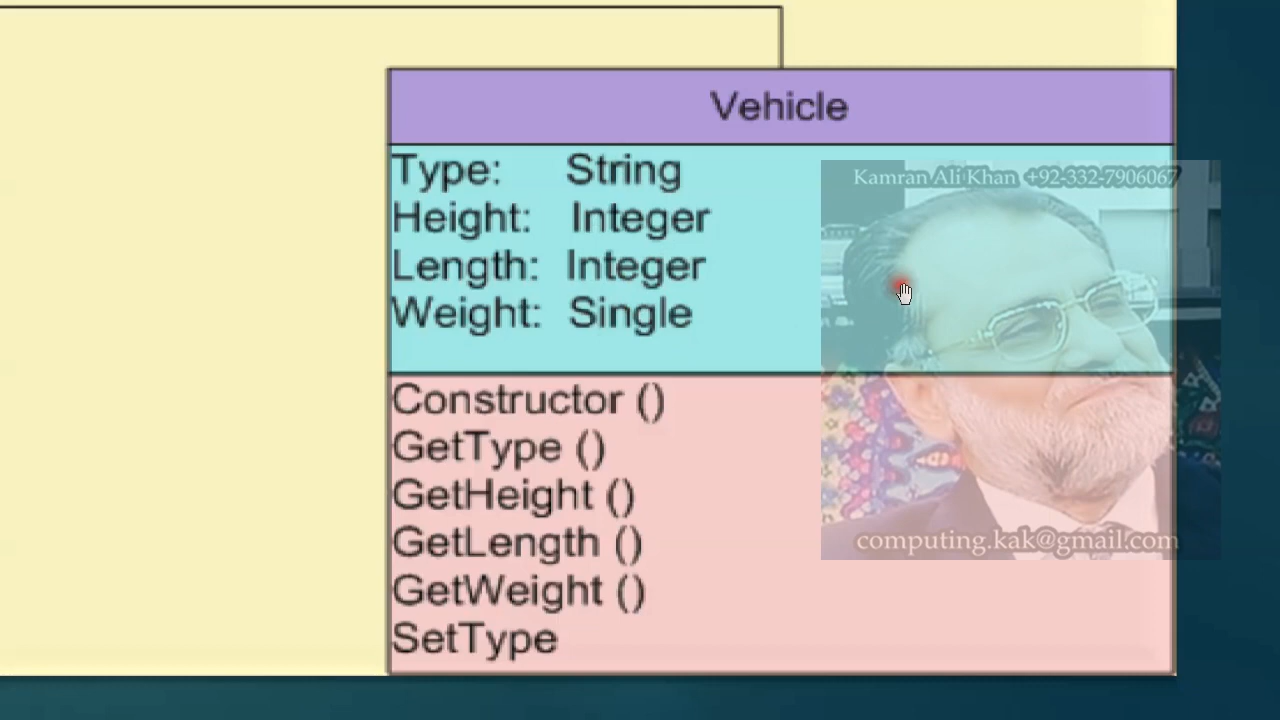 Vehicle
Type: String
Kamran Ali Khan +92-332-7906067
Height: Integer
Length: Integer
Weight: Single
Constructor ()
GetType ()
GetHeight ()
GetLength ()
computing.kak@gmail.com
GetWeight ()
SetType